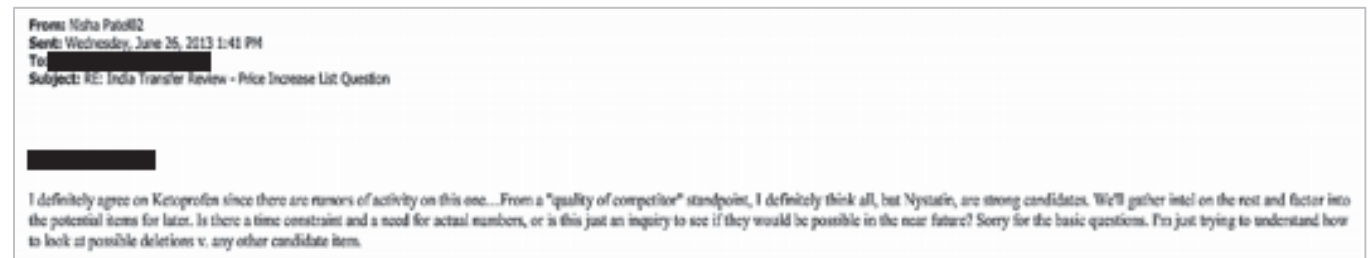 From: Nisha Patel02
Sent: Wednesday, June 26, 2013 1:41 PM
To:
Subject: RE: India Transfer Review - Price Increase List Question
I definitely agree on Ketoprofen since there are rumors of activity on this one....From a "quality of competitor" standpoint, I definitely think all, but Nystatin, are strong candidates. We'll gather intel on the rest and factor into
the potential items for later. Is there a time constraint and a need for actual numbers, or is this just an inquiry to see if they would be possible in the near future? Sorry for the basic questions. I'm just trying to understand how
to look at possible deletions v. any other candidate item.